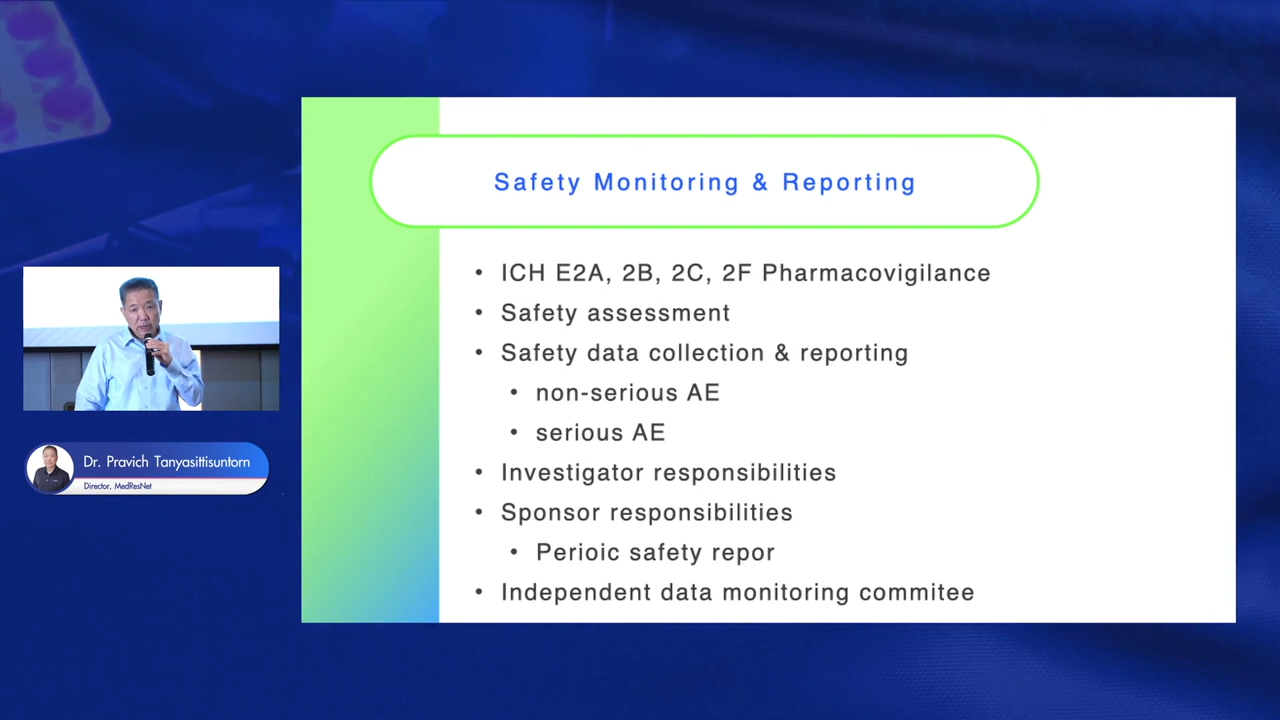 Safety Monitoring & Reporting
• ICH E2A, 2B, 2C, 2F Pharmacovigilance
• Safety assessment
• Safety data collection & reporting
• non-serious AE
• serious AE
• Investigator responsibilities
• Sponsor responsibilities
• Perioic safety repor
• Independent data monitoring commitee
Dr. Pravich Tanyasittisuntorn
Director, MedResNet